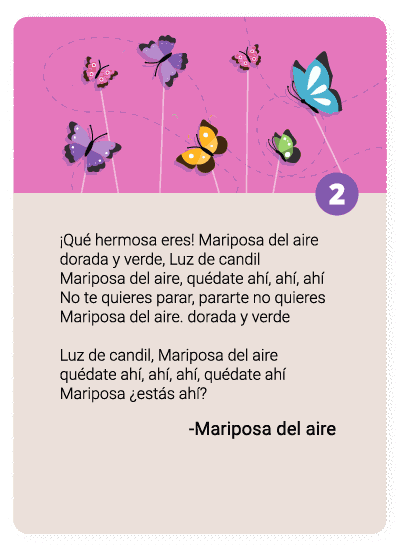 2
¡Qué hermosa eres! Mariposa del aire
dorada y verde, Luz de candil
Mariposa del aire, quédate ahí, ahí, ahí
No te quieres parar, pararte no quieres
Mariposa del aire. dorada y verde
Luz de candil, Mariposa del aire
quédate ahí, ahí, ahí, quédate ahí
Mariposa ¿estás ahí?
-Mariposa del aire